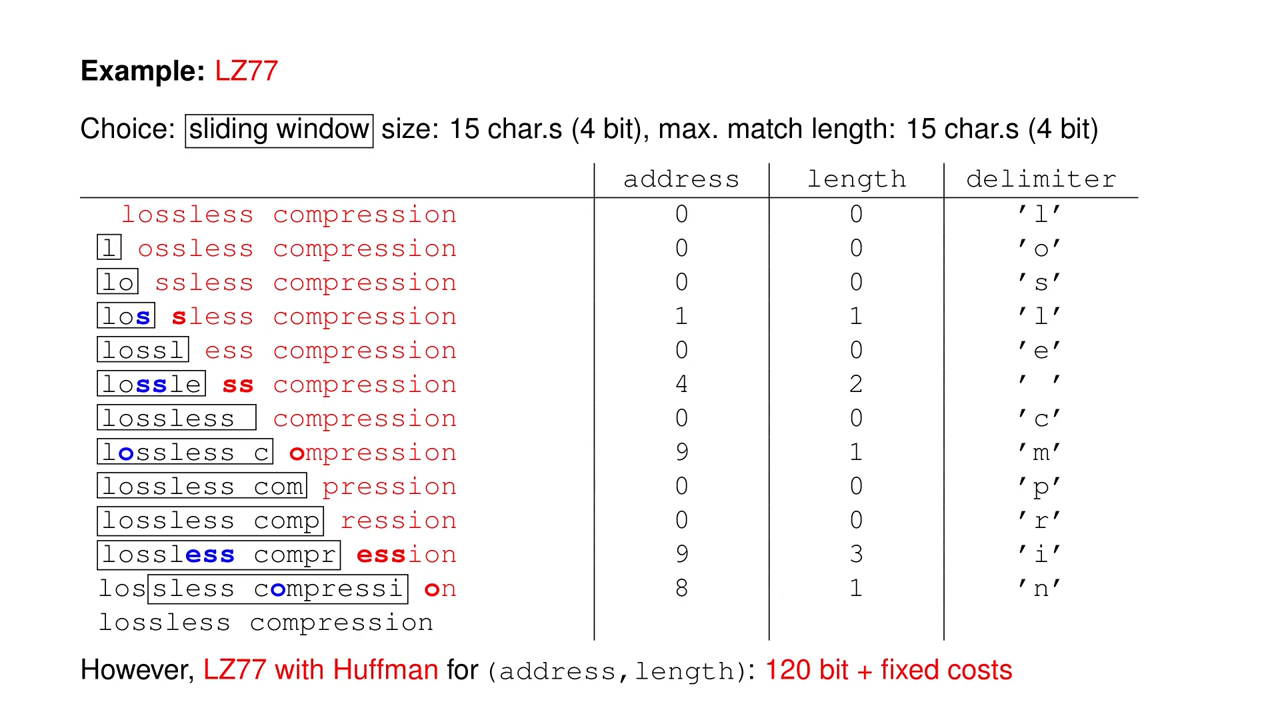 Example: LZ77
Choice: sliding window size: 15 char.s (4 bit), max. match length: 15 char.s (4 bit)
address length delimiter
lossless compression 0 0 ’l’
l ossless compression 0 0 ’o’
lo ssless compression 0 0 ’s’
los sless compression 1 1 ’l’
lossl ess compression 0 0 ’e’
lossle ss compression 4 2 ’ ’
lossless compression 0 0 ’c’
lossless c ompression 9 1 ’m’
lossless com pression 0 0 ’p’
lossless comp ression 0 0 ’r’
lossless compr ession 9 3 ’i’
lossless compressi on 8 1 ’n’
lossless compression
However, LZ77 with Huffman for (address,length): 120 bit + fixed costs